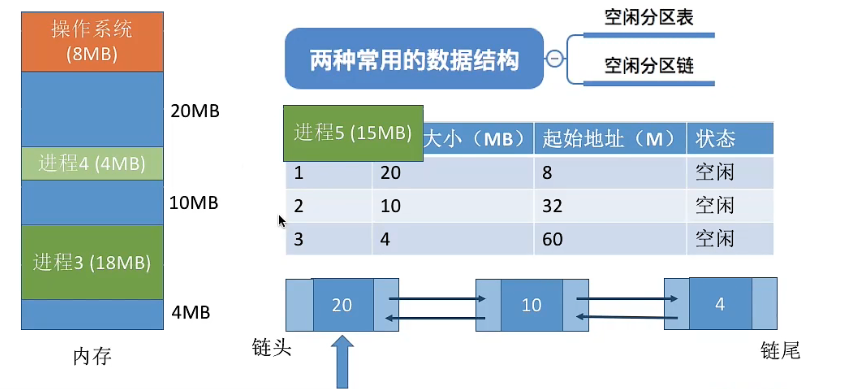 操作系统
(8MB)
20MB
进程4 (4MB)
10MB
进程3 (18MB)
4MB
内存
两种常用的数据结构
空闲分区表
空闲分区链
进程5 (15MB)
大小（MB） 起始地址（M） 状态
1 20 8 空闲
2 10 32 空闲
3 4 60 空闲
20 10 4
链头 链尾